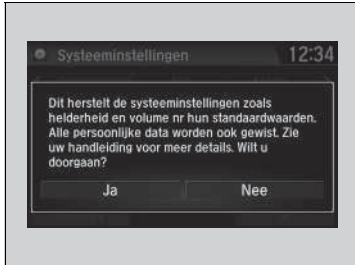 Systeeminstellingen 12:34
Dit herstelt de systeeminstellingen zoals
helderheid en volume nr hun standaardwaarden.
Alle persoonlijke data worden ook gewist. Zie
uw handleiding voor meer details. Wilt u
doorgaan?
Ja Nee